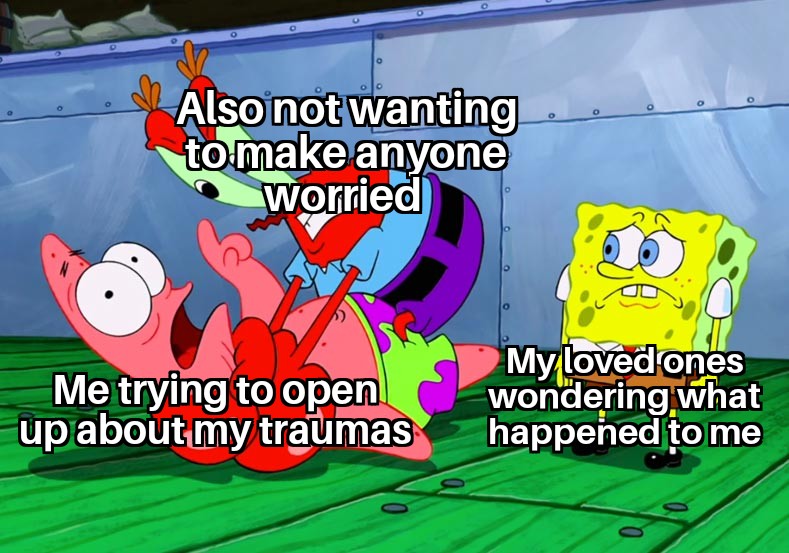 Also not wanting
to make anyone
worried
Me trying to open
up about my traumas
My loved ones
wondering what
happened to me